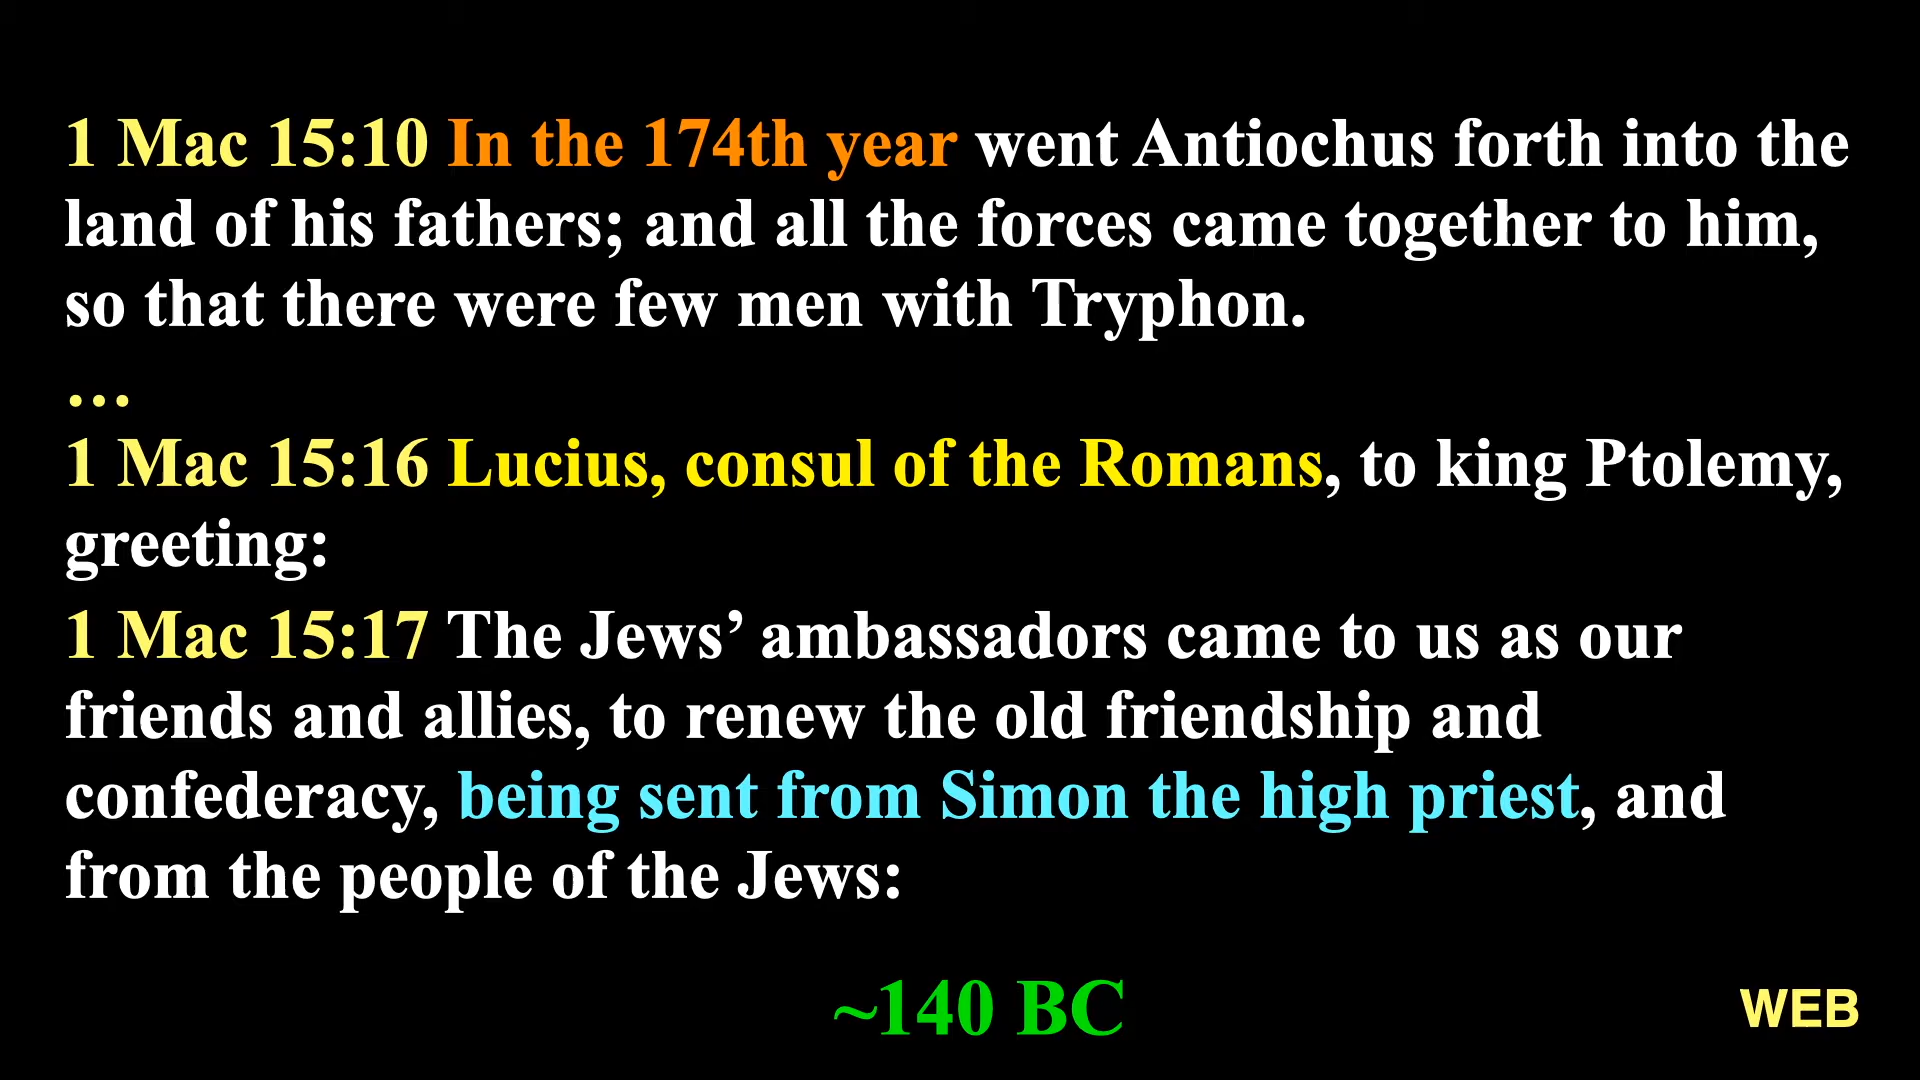 1 Mac 15:10 In the 174th year went Antiochus forth into the
land of his fathers; and all the forces came together to him,
so that there were few men with Tryphon.
…
1 Mac 15:16 Lucius, consul of the Romans, to king Ptolemy,
greeting:
1 Mac 15:17 The Jews’ ambassadors came to us as our
friends and allies, to renew the old friendship and
confederacy, being sent from Simon the high priest, and
from the people of the Jews:
~140 BC
WEB